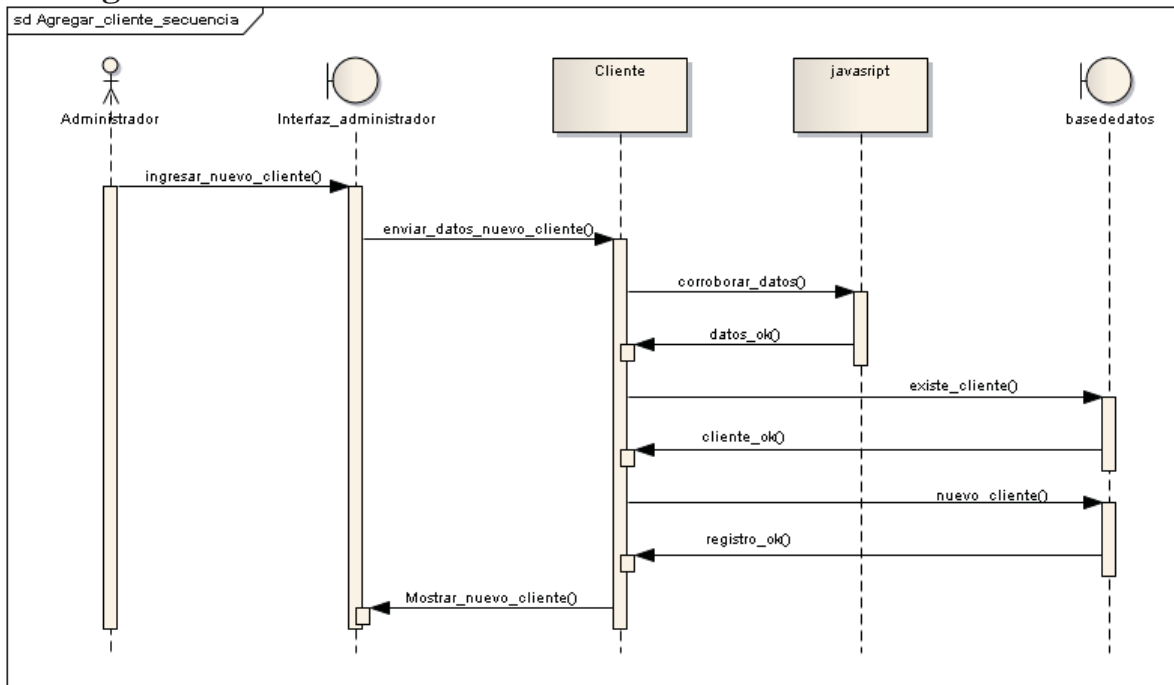 sd Agregar_cliente_secuencia
Administrador
Interfaz_administrador
Cliente
javasript
basededatos
ingresar_nuevo_cliente()
enviar_datos_nuevo_cliente()
corroborar_datos()
datos_ok()
existe_cliente()
cliente_ok()
nuevo_cliente()
registro_ok()
Mostrar_nuevo_cliente()